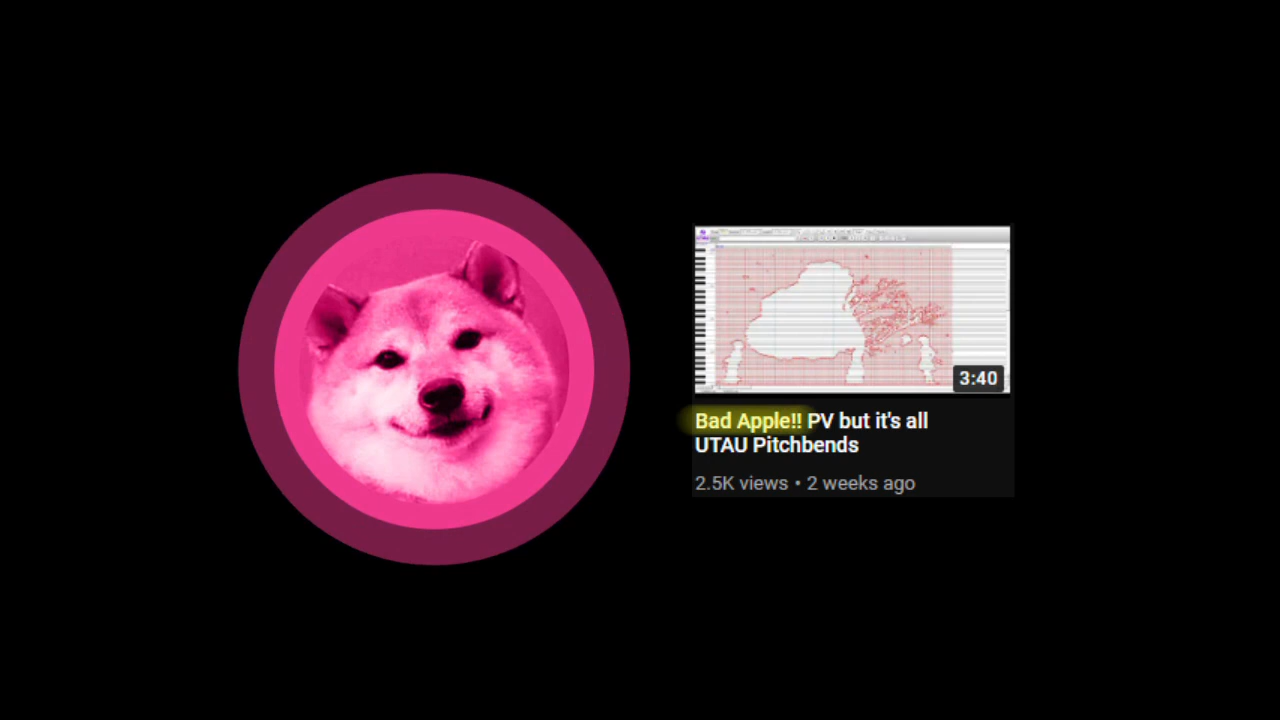 3:40
Bad Apple!! PV but it's all
UTAU Pitchbends
2.5K views • 2 weeks ago